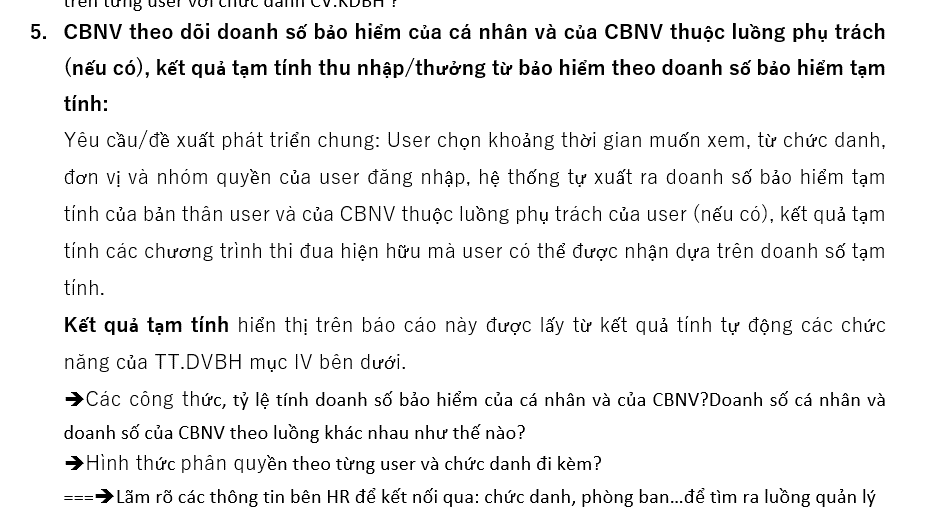 trên từng user với chức danh CV.KDBH ?
5. CBNV theo dõi doanh số bảo hiểm của cá nhân và của CBNV thuộc luồng phụ trách
(nếu có), kết quả tạm tính thu nhập/thưởng từ bảo hiểm theo doanh số bảo hiểm tạm
tính:
Yêu cầu/đề xuất phát triển chung: User chọn khoảng thời gian muốn xem, từ chức danh,
đơn vị và nhóm quyền của user đăng nhập, hệ thống tự xuất ra doanh số bảo hiểm tạm
tính của bản thân user và của CBNV thuộc luồng phụ trách của user (nếu có), kết quả tạm
tính các chương trình thi đua hiện hữu mà user có thể được nhận dựa trên doanh số tạm
tính.
Kết quả tạm tính hiển thị trên báo cáo này được lấy từ kết quả tính tự động các chức
năng của TT.DVBH mục IV bên dưới.
➔Các công thức, tỷ lệ tính doanh số bảo hiểm của cá nhân và của CBNV?Doanh số cá nhân và
doanh số của CBNV theo luồng khác nhau như thế nào?
➔Hình thức phân quyền theo từng user và chức danh đi kèm?
===➔Lãm rõ các thông tin bên HR để kết nối qua: chức danh, phòng ban...để tìm ra luồng quản lý